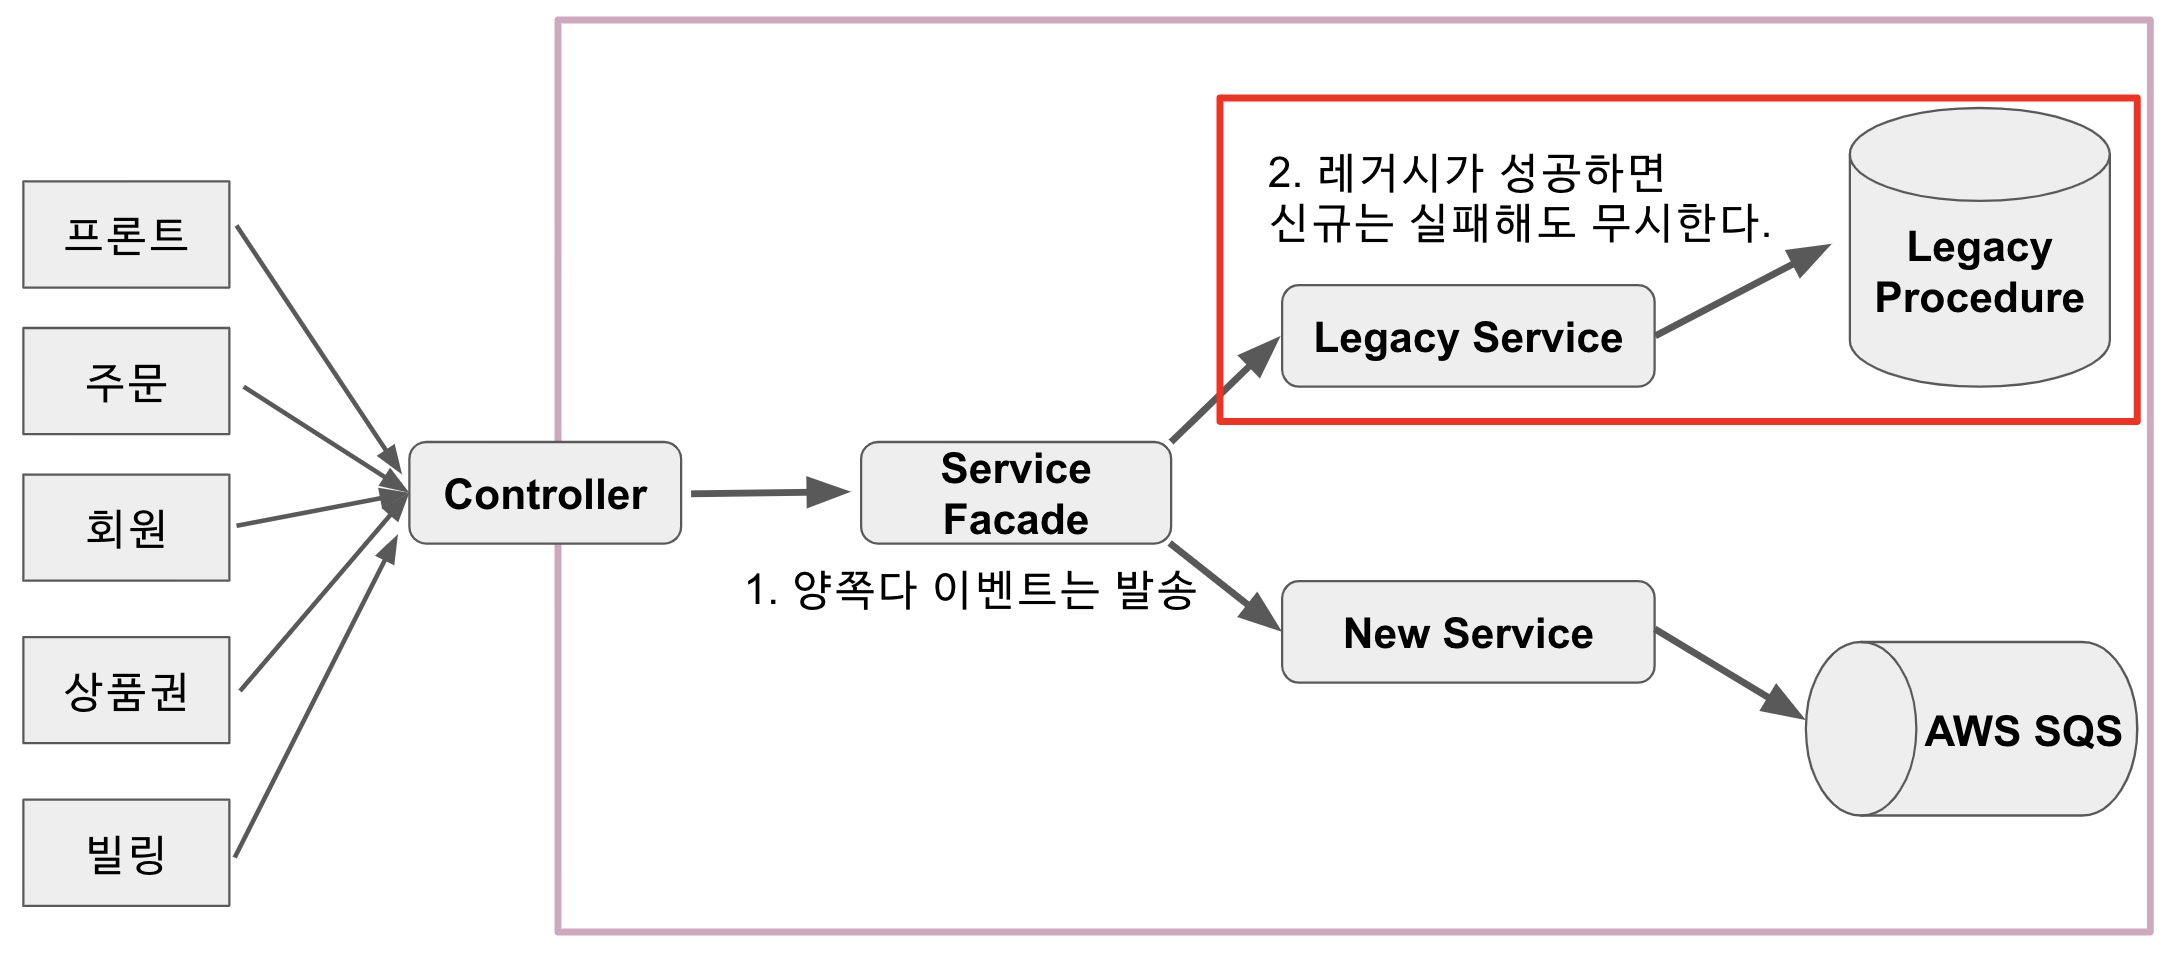 프론트
주문
회원
상품권
빌링
Controller
Service
Facade
1. 양쪽다 이벤트는 발송
2. 레거시가 성공하면
신규는 실패해도 무시한다.
Legacy Service
Legacy
Procedure
New Service
AWS SQS